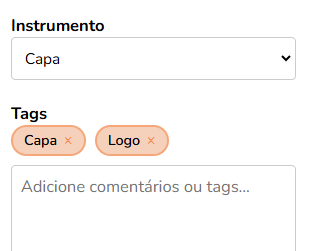 Instrumento
Capa
Tags
Capa × Logo ×
Adicione comentários ou tags...